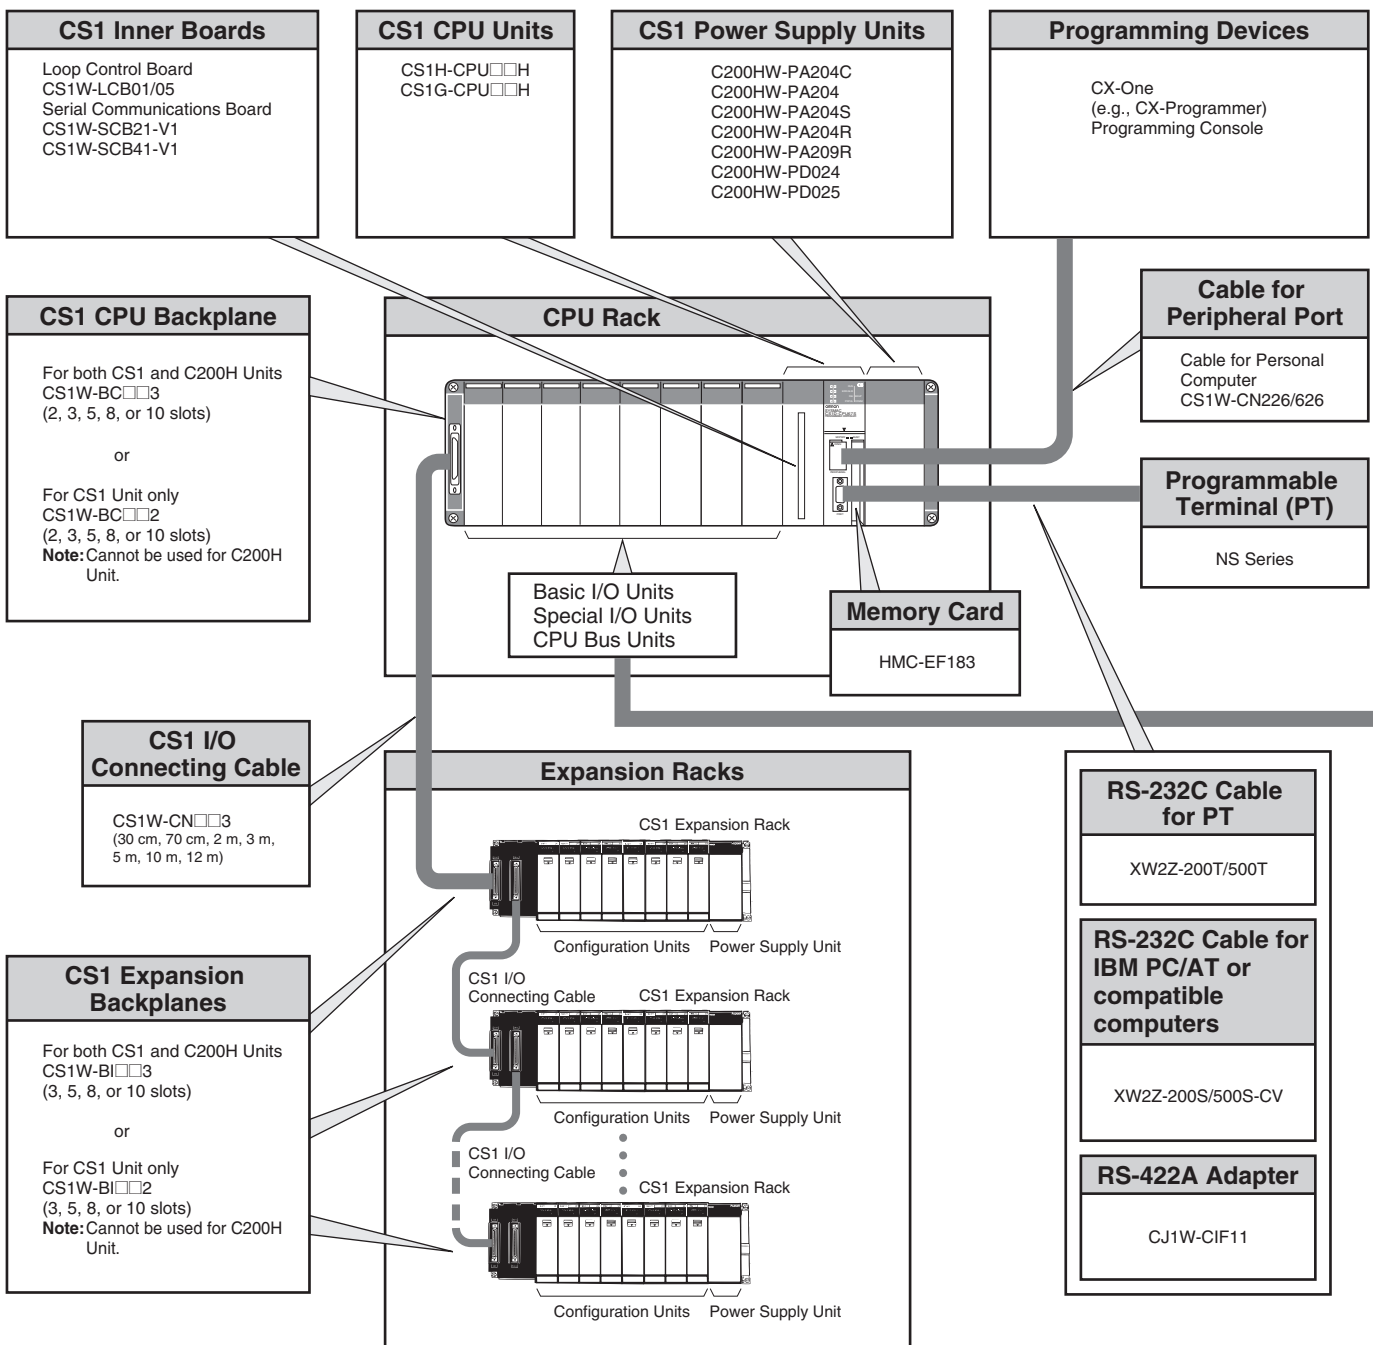 CS1 Inner Boards
Loop Control Board
CS1W-LCB01/05
Serial Communications Board
CS1W-SCB21-V1
CS1W-SCB41-V1
CS1 CPU Units
CS1H-CPU□□H
CS1G-CPU□□H
CS1 Power Supply Units
C200HW-PA204C
C200HW-PA204
C200HW-PA204S
C200HW-PA204R
C200HW-PA209R
C200HW-PD024
C200HW-PD025
Programming Devices
CX-One
(e.g., CX-Programmer)
Programming Console
CS1 CPU Backplane
For both CS1 and C200H Units
CS1W-BC□□3
(2, 3, 5, 8, or 10 slots)
or
For CS1 Unit only
CS1W-BC□□2
(2, 3, 5, 8, or 10 slots)
Note: Cannot be used for C200H
Unit.
CPU Rack
Basic I/O Units
Special I/O Units
CPU Bus Units
Memory Card
HMC-EF183
Cable for
Peripheral Port
Cable for Personal
Computer
CS1W-CN226/626
Programmable
Terminal (PT)
NS Series
CS1 I/O
Connecting Cable
CS1W-CN□□3
(30 cm, 70 cm, 2 m, 3 m,
5 m, 10 m, 12 m)
Expansion Racks
CS1 Expansion Rack
Configuration Units
Power Supply Unit
CS1 I/O
Connecting Cable
CS1 Expansion Rack
Configuration Units
Power Supply Unit
CS1 I/O
Connecting Cable
CS1 Expansion Rack
Configuration Units
Power Supply Unit
CS1 Expansion
Backplanes
For both CS1 and C200H Units
CS1W-BI□□3
(3, 5, 8, or 10 slots)
or
For CS1 Unit only
CS1W-BI□□2
(3, 5, 8, or 10 slots)
Note: Cannot be used for C200H
Unit.
RS-232C Cable
for PT
XW2Z-200T/500T
RS-232C Cable for
IBM PC/AT or
compatible
computers
XW2Z-200S/500S-CV
RS-422A Adapter
CJ1W-CIF11